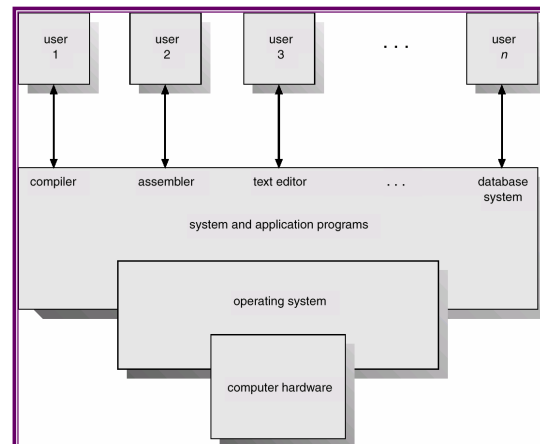 user
1
user
2
user
3
. . .
user
n
compiler
assembler
text editor
. . .
database
system
system and application programs
operating system
computer hardware